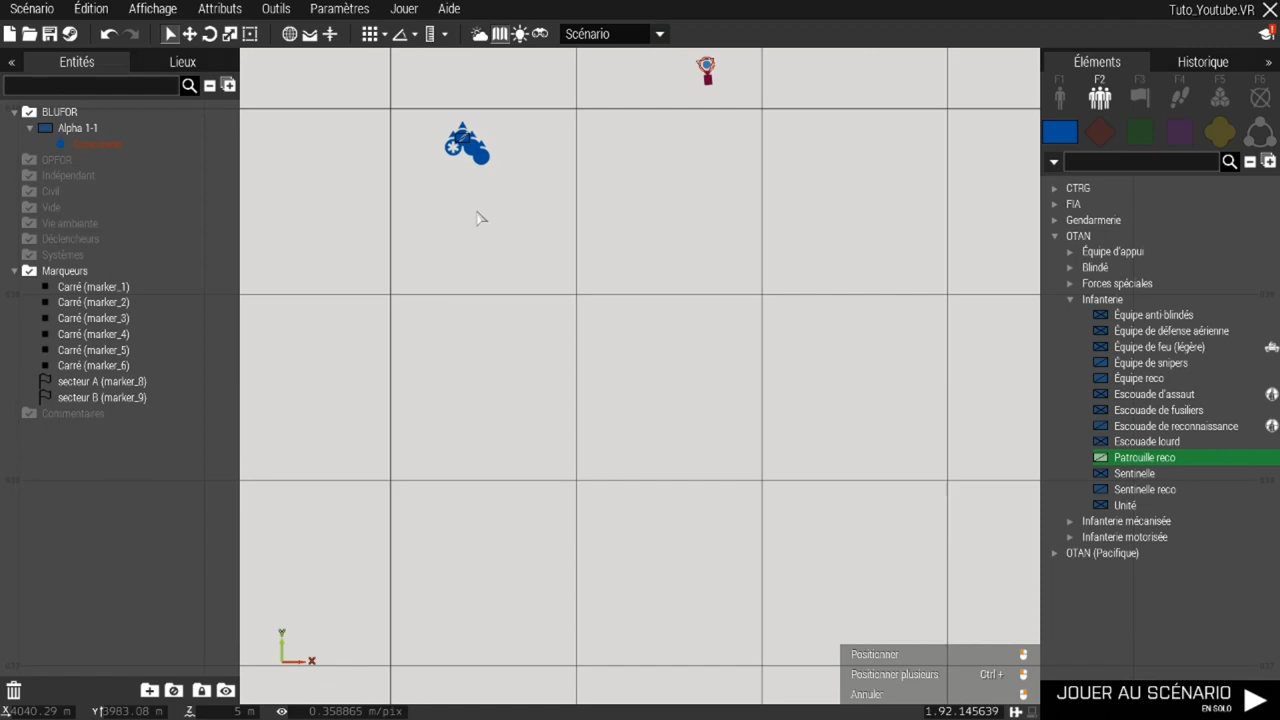 Scénario Édition Affichage Attributs Outils Paramètres Jouer Aide Tuto_Youtube.VR
Scénario
Entités Lieux
Éléments Historique
F1 F2 F3 F4 F5 F6
BLUFOR
Alpha 1-1
OPFOR
Indépendant
Civil
Vide
Vie ambiante
Déclencheurs
Systèmes
Marqueurs
Carré (marker_1)
Carré (marker_2)
Carré (marker_3)
Carré (marker_4)
Carré (marker_5)
Carré (marker_6)
secteur A (marker_8)
secteur B (marker_9)
Commentaires
CTRG
FIA
Gendarmerie
OTAN
Équipe d'appui
Blindé
Forces spéciales
Infanterie
Équipe anti-blindés
Équipe de défense aérienne
Équipe de feu (légère)
Équipe de snipers
Équipe reco
Escouade d'assaut
Escouade de fusiliers
Escouade de reconnaissance
Escouade lourd
Patrouille reco
Sentinelle
Sentinelle reco
Unité
Infanterie mécanisée
Infanterie motorisée
OTAN (Pacifique)
Y
X
Positionner
Positionner plusieurs Ctrl +
Annuler
X 4040.29 m Y 3983.08 m Z 5 m 0.358865 m/pix 1.92.145639
JOUER AU SCÉNARIO
EN SOLO